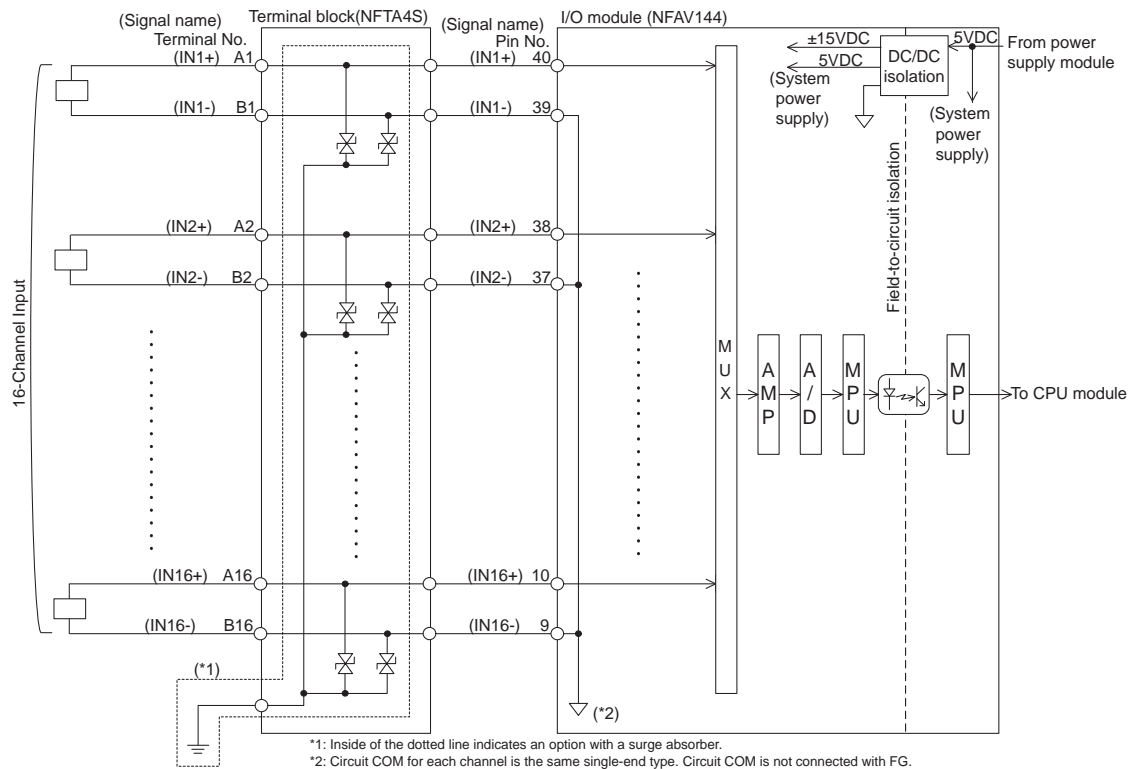 (Signal name)
Terminal No.
Terminal block(NFTA4S)
(Signal name)
Pin No.
I/O module (NFAV144)
(IN1+) A1
(IN1+) 40
(IN1-) B1
(IN1-) 39
(IN2+) A2
(IN2+) 38
(IN2-) B2
(IN2-) 37
(IN16+) A16
(IN16+) 10
(IN16-) B16
(IN16-) 9
16-Channel Input
±15VDC
5VDC
(System
power
supply)
DC/DC
isolation
5VDC
From power
supply module
(System
power
supply)
Field-to-circuit isolation
MUX
AMP
A/D
MPU
MPU
To CPU module
(*1)
(*2)
*1: Inside of the dotted line indicates an option with a surge absorber.
*2: Circuit COM for each channel is the same single-end type. Circuit COM is not connected with FG.